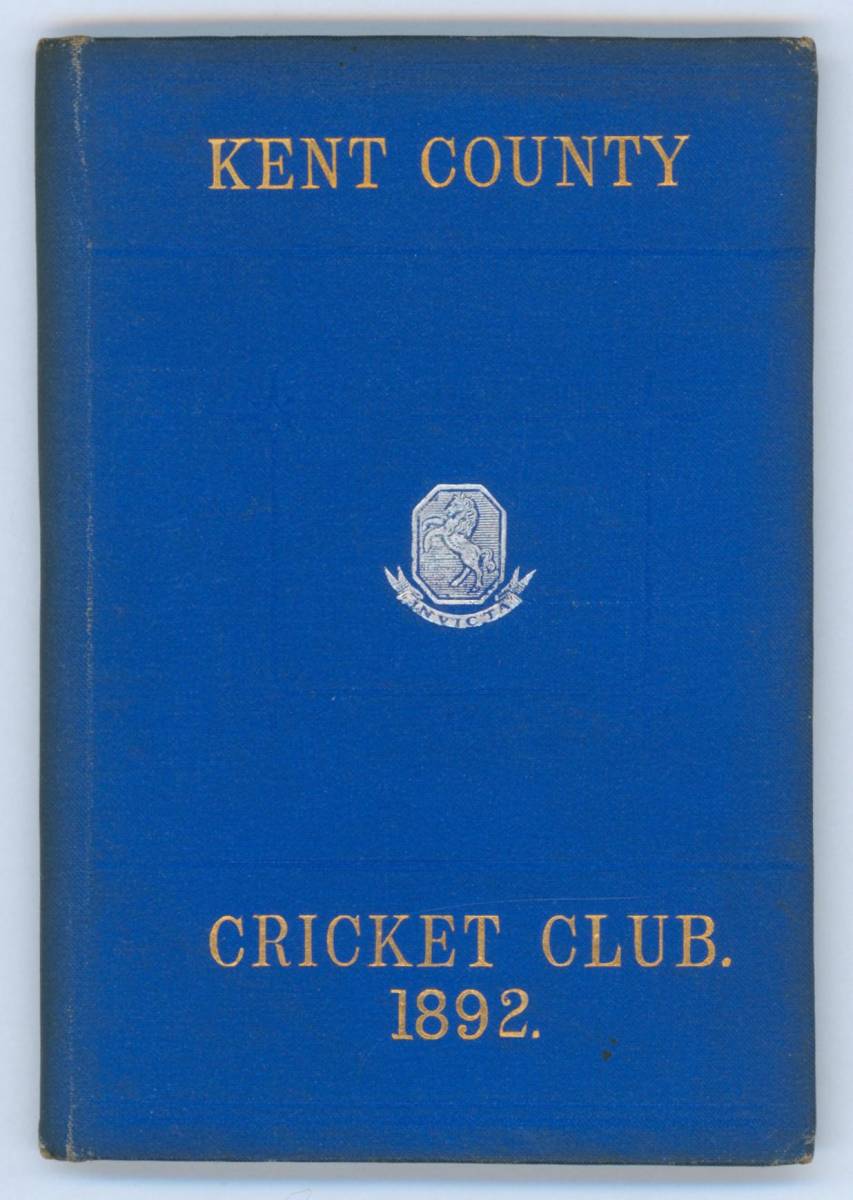 KENT COUNTY
INVICTA
CRICKET CLUB.
1892.